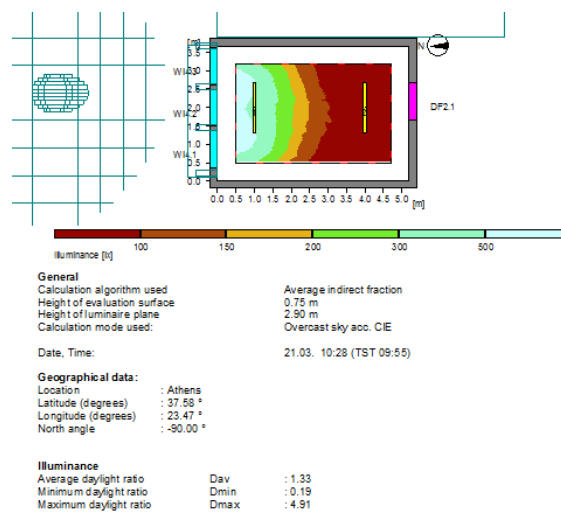 [m]
N
3.5
3.0
2.5
2.0
1.5
1.0
0.5
0.0
DF2.1
0.0 0.5 1.0 1.5 2.0 2.5 3.0 3.5 4.0 4.5 5.0
[m]
100 150 200 300 500
Illuminance [lx]
General
Calculation algorithm used Average indirect fraction
Height of evaluation surface 0.75 m
Height of luminaire plane 2.90 m
Calculation mode used: Overcast sky acc. CIE
Date, Time: 21.03. 10:28 (TST 09:55)
Geographical data:
Location : Athens
Latitude (degrees) : 37.58 °
Longitude (degrees) : 23.47 °
North angle : -90.00 °
Illuminance
Average daylight ratio Dav : 1.33
Minimum daylight ratio Dmin : 0.19
Maximum daylight ratio Dmax : 4.91